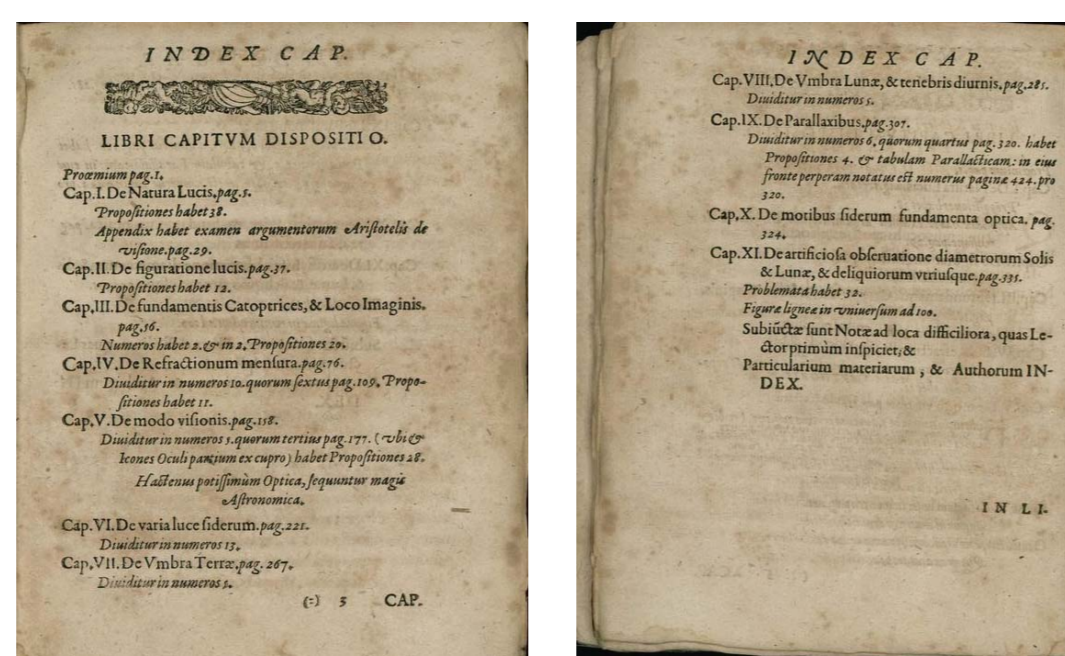 INDEX CAP.
LIBRI CAPITVM DISPOSITIO.
Proœmium pag.1.
Cap.I. De Natura Lucis,pag.5.
Propoſitiones habet 38.
Appendix habet examen argumentorum Ariſtotelis de
viſione.pag.29.
Cap.II. De figuratione lucis.pag.37.
Propoſitiones habet 12.
Cap.III. De fundamentis Catoptrices, & Loco Imaginis.
pag.56.
Numeros habet 2.& in 2. Propoſitiones 20.
Cap.IV. De Refractionum menſura.pag.76.
Diuiditur in numeros 10.quorum ſextus pag.109. Propo-
ſitiones habet 11.
Cap.V. De modo viſionis.pag.158.
Diuiditur in numeros 5.quorum tertius pag.177. (vbi &
Icones Oculi partium ex cupro) habet Propoſitiones 28.
Hactenus potiſſimùm Optica, ſequuntur magis
Aſtronomica.
Cap.VI. De varia luce ſiderum.pag.221.
Diuiditur in numeros 13.
Cap.VII. De Vmbra Terræ.pag. 267.
Diuiditur in numeros 5.
(:) 3 CAP.
INDEX CAP.
Cap.VIII. De Vmbra Lunæ, & tenebris diurnis.pag.285.
Diuiditur in numeros 5.
Cap.IX. De Parallaxibus.pag.307.
Diuiditur in numeros 6. quorum quartus pag. 320. habet
Propoſitiones 4. & tabulam Parallacticam: in eius
fronte perperam notatus eſt numerus paginæ 424. pro
320.
Cap.X. De motibus ſiderum fundamenta optica. pag.
324.
Cap.XI. De artificioſa obſeruatione diametrorum Solis
& Lunæ, & deliquiorum vtriuſque.pag.335.
Problemata habet 32.
Figuræ ligneæ in vniuerſum ad 100.
Subiũctæ ſunt Notæ ad loca difficiliora, quas Le-
ctor primùm inſpiciet; &
Particularium materiarum, & Authorum IN-
DEX.
IN LI-